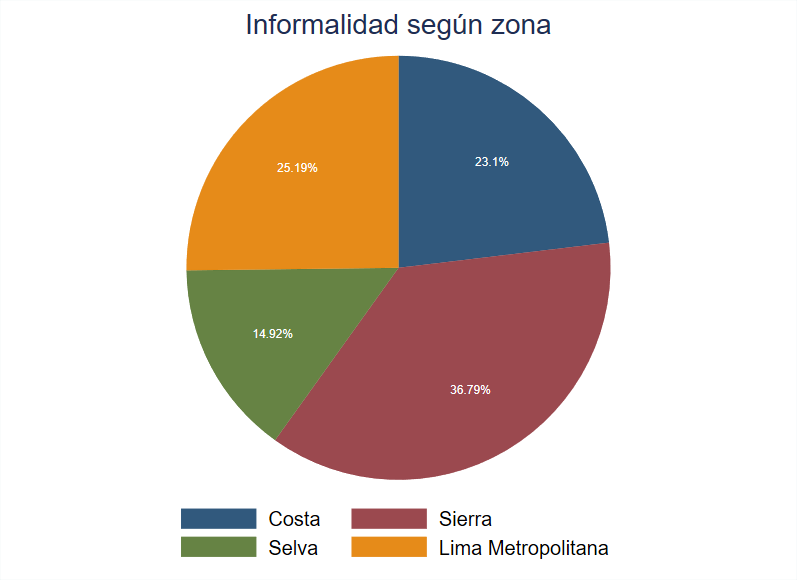 Informalidad según zona
25.19%
23.1%
14.92%
36.79%
Costa
Sierra
Selva
Lima Metropolitana